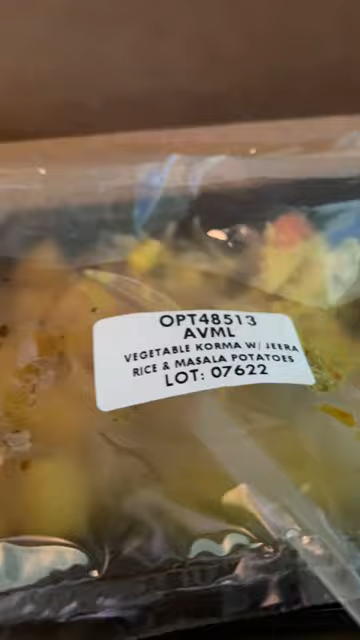 OPT48513
AVML
VEGETABLE KORMA W/ JEERA
RICE & MASALA POTATOES
LOT: 07622